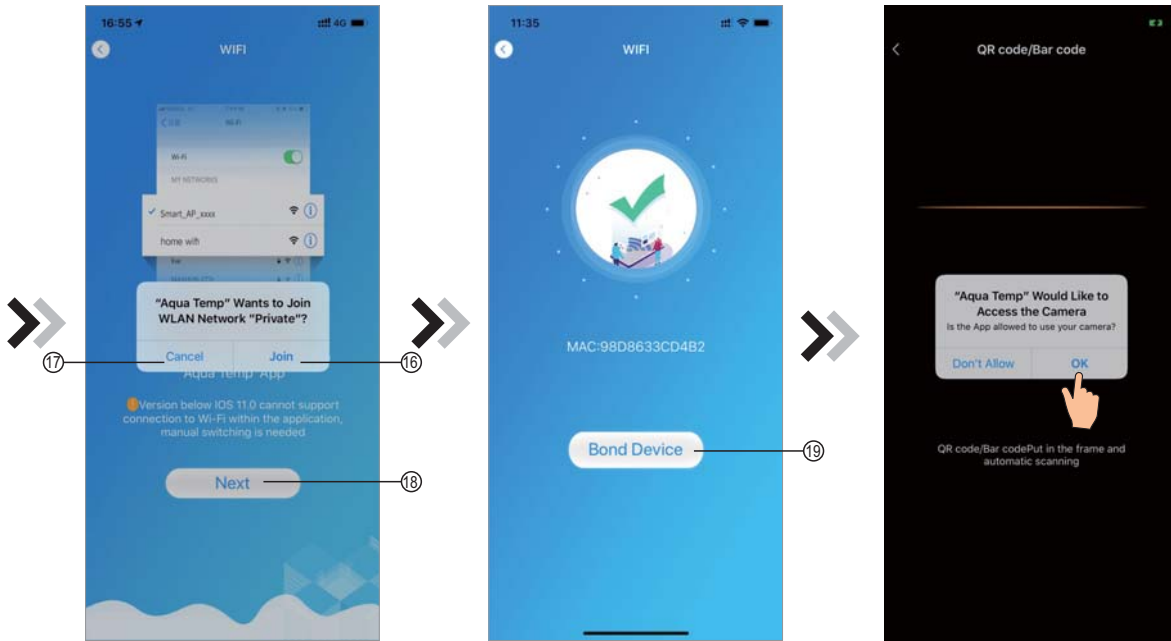 16:55
4G
WIFI
Wi-Fi
Wi-Fi
MY NETWORKS
Smart_AP_xxxx
home wifi
"Aqua Temp" Wants to Join
WLAN Network "Private"?
Cancel
Join
⑰
⑯
Aqua Temp App
Version below IOS 11.0 cannot support
connection to Wi-Fi within the application,
manual switching is needed
Next
⑱
11:35
WIFI
MAC:98D8633CD4B2
Bond Device
⑲
QR code/Bar code
"Aqua Temp" Would Like to
Access the Camera
Is the App allowed to use your camera?
Don't Allow
OK
QR code/Bar codePut in the frame and
automatic scanning